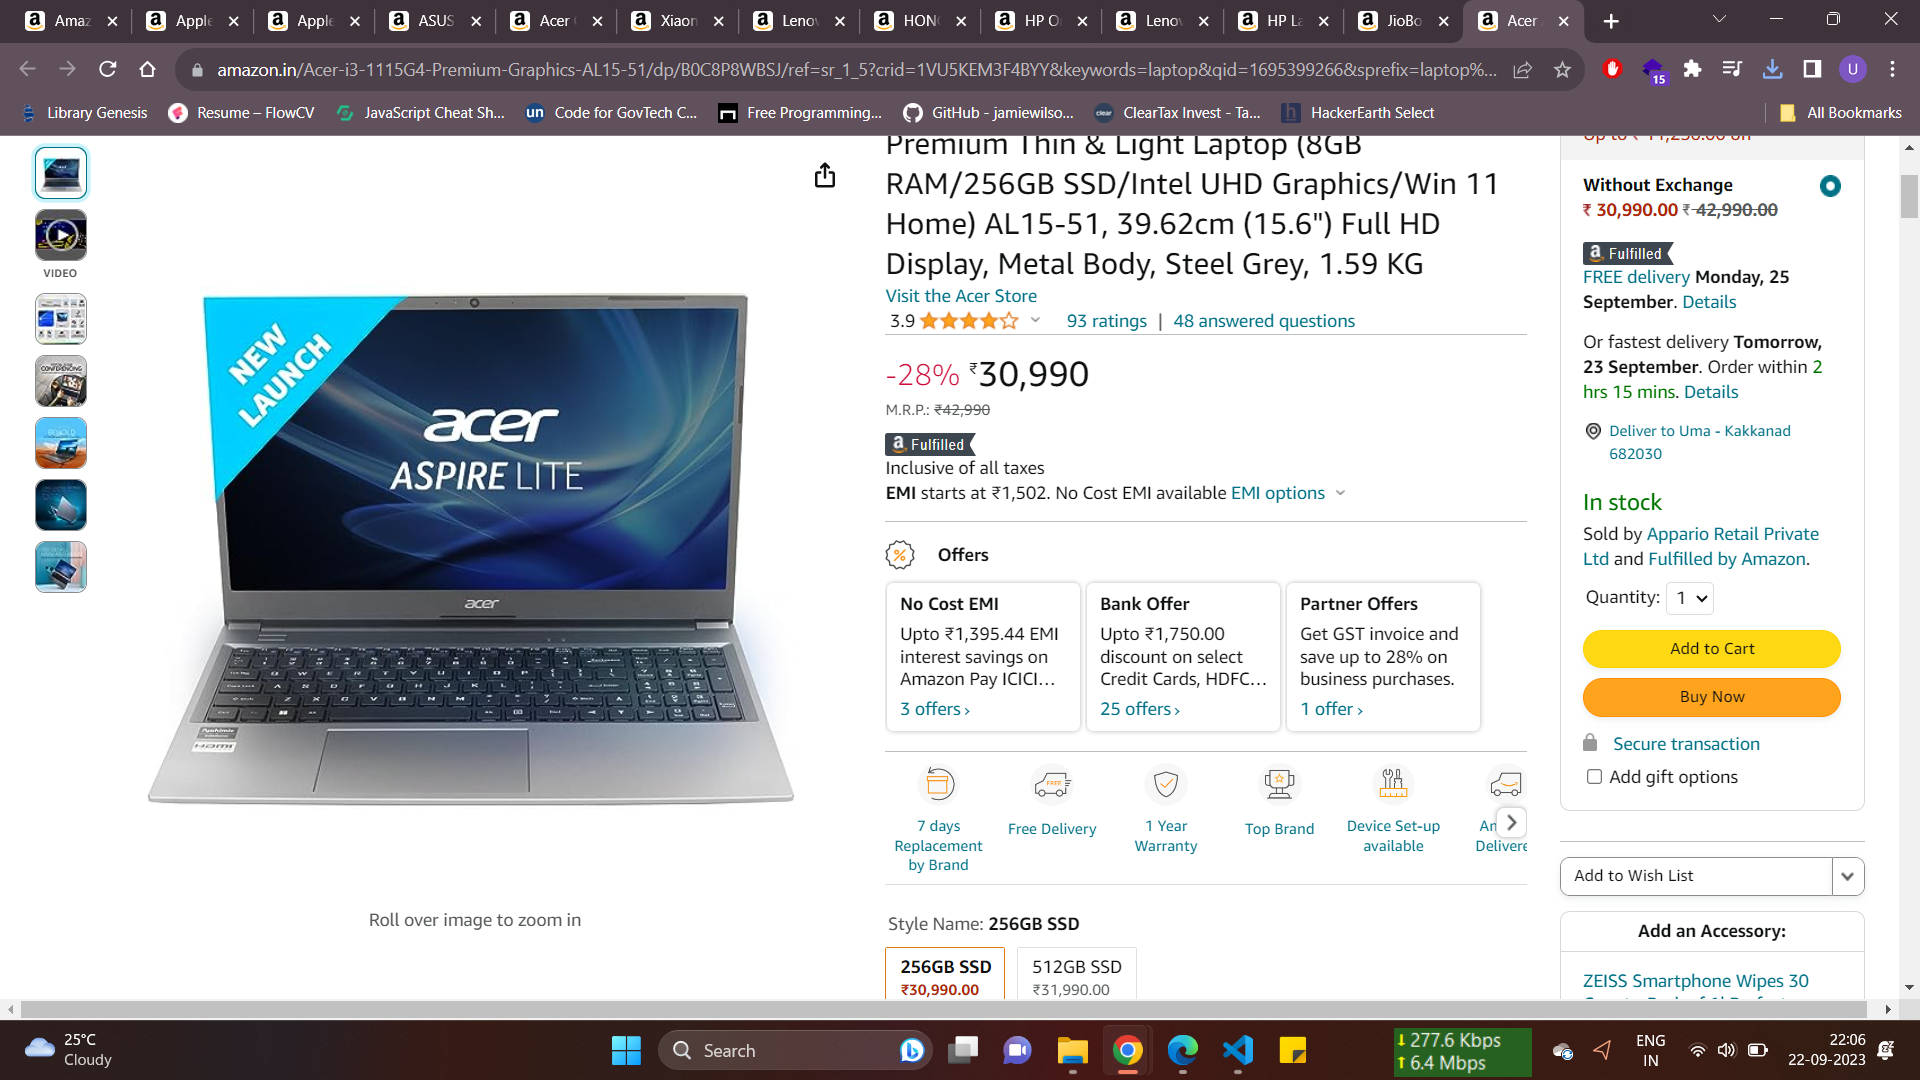 Amaz
Apple
Apple
ASUS
Acer
Xiaom
Lenov
HONO
HP O
Lenov
HP La
JioBo
Acer
amazon.in/Acer-i3-1115G4-Premium-Graphics-AL15-51/dp/B0C8P8WBSJ/ref=sr_1_5?crid=1VU5KEM3F4BYY&keywords=laptop&qid=1695399266&sprefix=laptop%...
15
U
Library Genesis
Resume – FlowCV
JavaScript Cheat Sh...
un Code for GovTech C...
Free Programming...
GitHub - jamiewilso...
clear ClearTax Invest - Ta...
h HackerEarth Select
All Bookmarks
VIDEO
CONFERENCING
NEW
LAUNCH
acer
ASPIRE LITE
acer
HDMI
Roll over image to zoom in
Premium Thin & Light Laptop (8GB
RAM/256GB SSD/Intel UHD Graphics/Win 11
Home) AL15-51, 39.62cm (15.6") Full HD
Display, Metal Body, Steel Grey, 1.59 KG
Visit the Acer Store
3.9
93 ratings | 48 answered questions
-28% ₹30,990
M.R.P.: ₹42,990
a Fulfilled
Inclusive of all taxes
EMI starts at ₹1,502. No Cost EMI available EMI options
% Offers
No Cost EMI
Upto ₹1,395.44 EMI
interest savings on
Amazon Pay ICICI...
3 offers ›
Bank Offer
Upto ₹1,750.00
discount on select
Credit Cards, HDFC...
25 offers ›
Partner Offers
Get GST invoice and
save up to 28% on
business purchases.
1 offer ›
7 days
Replacement
by Brand
FREE
Free Delivery
1 Year
Warranty
Top Brand
Device Set-up
available
Delivere
Style Name: 256GB SSD
256GB SSD
₹30,990.00
512GB SSD
₹31,990.00
Without Exchange
₹ 30,990.00 ₹ 42,990.00
a Fulfilled
FREE delivery Monday, 25
September. Details
Or fastest delivery Tomorrow,
23 September. Order within 2
hrs 15 mins. Details
Deliver to Uma - Kakkanad
682030
In stock
Sold by Appario Retail Private
Ltd and Fulfilled by Amazon.
Quantity: 1
Add to Cart
Buy Now
Secure transaction
Add gift options
Add to Wish List
Add an Accessory:
ZEISS Smartphone Wipes 30
25°C
Cloudy
Search
277.6 Kbps
6.4 Mbps
ENG
IN
22:06
22-09-2023